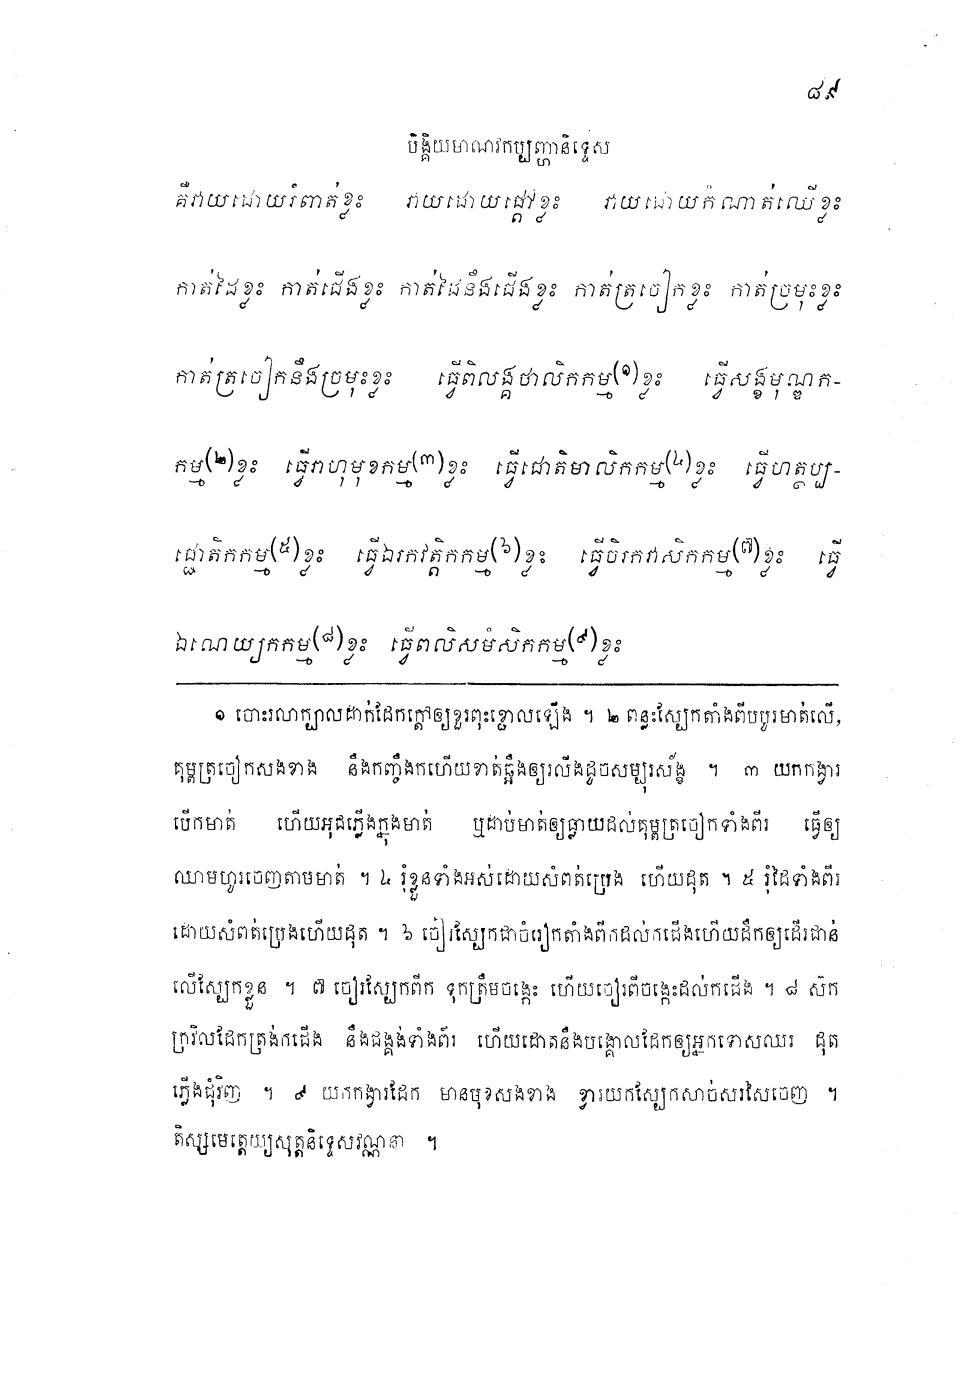 ៨៩
បិង្គិយមាណវកប្បញ្ហានិទ្ទេស
គឺវាយដោយរំពាត់ខ្លះ វាយដោយផ្តៅខ្លះ វាយដោយកំណាត់ឈើខ្លះ
កាត់ដៃខ្លះ កាត់ជើងខ្លះ កាត់ដៃនឹងជើងខ្លះ កាត់ត្រចៀកខ្លះ កាត់ច្រមុះខ្លះ
កាត់ត្រចៀកនឹងច្រមុះខ្លះ ធ្វើពិលង្គថាលិកកម្ម(១)ខ្លះ ធ្វើសង្ខមុណ្ឌក-
កម្ម(២)ខ្លះ ធ្វើរាហុមុខកម្ម(៣)ខ្លះ ធ្វើជោតិមាលិកកម្ម(៤)ខ្លះ ធ្វើហត្ថប្ប-
ជ្ជោតិកកម្ម(៥)ខ្លះ ធ្វើឯរកវត្តិកកម្ម(៦)ខ្លះ ធ្វើចិរកវាសិកកម្ម(៧)ខ្លះ ធ្វើ
ឯណេយ្យកកម្ម(៨)ខ្លះ ធ្វើពលិសមំសិកកម្ម(៩)ខ្លះ
១ បោះរលាក្បាលដាក់ដែកក្តៅឲ្យខួរពុះខ្ជោលឡើង ។ ២ ពន្លះស្បែកតាំងពីបបូរមាត់លើ,
គុម្ពត្រចៀកសងខាង នឹងកញ្ចឹងកហើយខាត់ឆ្អឹងឲ្យរលីងដូចសម្បុរស័ង្ខ ។ ៣ យកកង្វារ
បើកមាត់ ហើយអុជភ្លើងក្នុងមាត់ ឬដាប់មាត់ឲ្យធ្លាយដល់គុម្ពត្រចៀកទាំងពីរ ធ្វើឲ្យ
ឈាមហូរចេញតាមមាត់ ។ ៤ រុំខ្លួនទាំងអស់ដោយសំពត់ប្រេង ហើយដុត ។ ៥ រុំដៃទាំងពីរ
ដោយសំពត់ប្រេងហើយដុត ។ ៦ ចៀរស្បែកជាចំរៀកតាំងពីកដល់កជើងហើយដឹកឲ្យដើរជាន់
លើស្បែកខ្លួន ។ ៧ ចៀរស្បែកពីក ទុកត្រឹមចង្កេះ ហើយចៀរពីចង្កេះដល់កជើង ។ ៨ ស៊ក
ក្រវិលដែកត្រង់កជើង នឹងជង្គង់ទាំងពីរ ហើយដោតនឹងបង្គោលដែកឲ្យអ្នកទោសឈរ ដុត
ភ្លើងជុំវិញ ។ ៩ យកកង្វារដែក មានមុខសងខាង ខ្វារយកស្បែកសាច់សរសៃចេញ ។
តិស្សមេត្តេយ្យសុត្តនិទ្ទេសវណ្ណនា ។